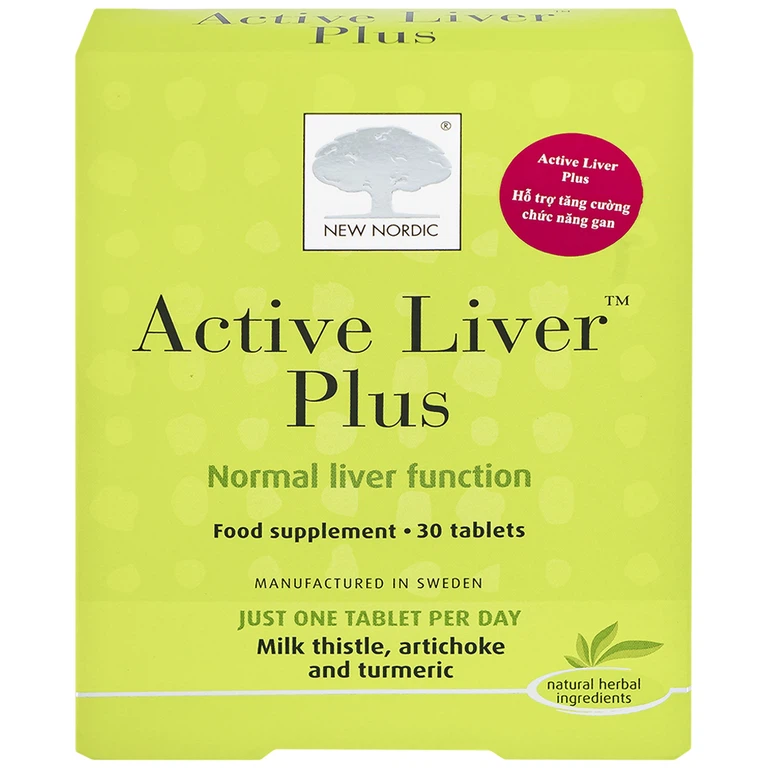 Active Liver™
Plus
®
NEW NORDIC
Active Liver
Plus
Hỗ trợ tăng cường
chức năng gan
Active Liver™
Plus
Normal liver function
Food supplement • 30 tablets
MANUFACTURED IN SWEDEN
JUST ONE TABLET PER DAY
Milk thistle, artichoke
and turmeric
natural herbal
ingredients